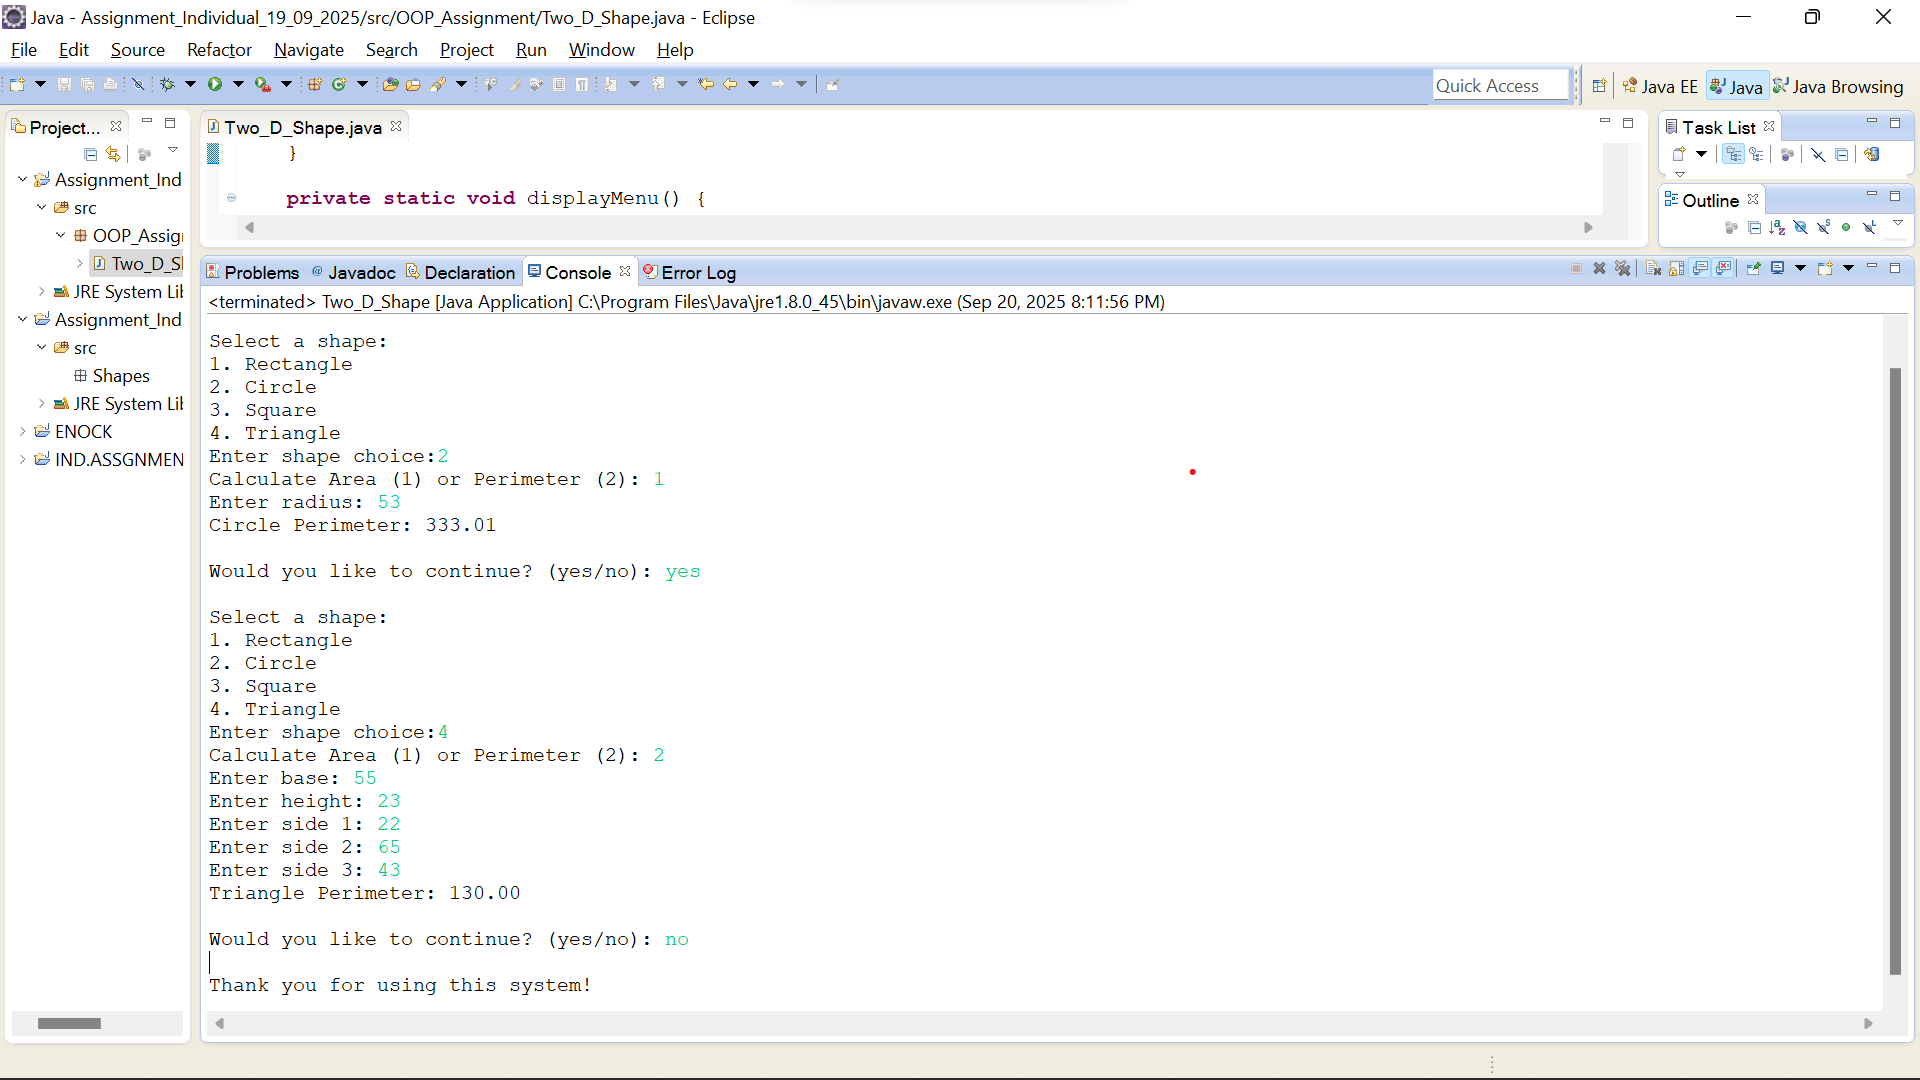 Java - Assignment_Individual_19_09_2025/src/OOP_Assignment/Two_D_Shape.java - Eclipse
File Edit Source Refactor Navigate Search Project Run Window Help
Quick Access
Java EE
Java
Java Browsing
Project...
Assignment_Ind
src
OOP_Assig
Two_D_S
JRE System Lib
Assignment_Ind
src
Shapes
JRE System Lib
ENOCK
IND.ASSGNMEN
Two_D_Shape.java
}
private static void displayMenu() {
Task List
Outline
Problems @ Javadoc Declaration Console Error Log
<terminated> Two_D_Shape [Java Application] C:\Program Files\Java\jre1.8.0_45\bin\javaw.exe (Sep 20, 2025 8:11:56 PM)
Select a shape:
1. Rectangle
2. Circle
3. Square
4. Triangle
Enter shape choice:2
Calculate Area (1) or Perimeter (2): 1
Enter radius: 53
Circle Perimeter: 333.01
Would you like to continue? (yes/no): yes
Select a shape:
1. Rectangle
2. Circle
3. Square
4. Triangle
Enter shape choice:4
Calculate Area (1) or Perimeter (2): 2
Enter base: 55
Enter height: 23
Enter side 1: 22
Enter side 2: 65
Enter side 3: 43
Triangle Perimeter: 130.00
Would you like to continue? (yes/no): no
Thank you for using this system!